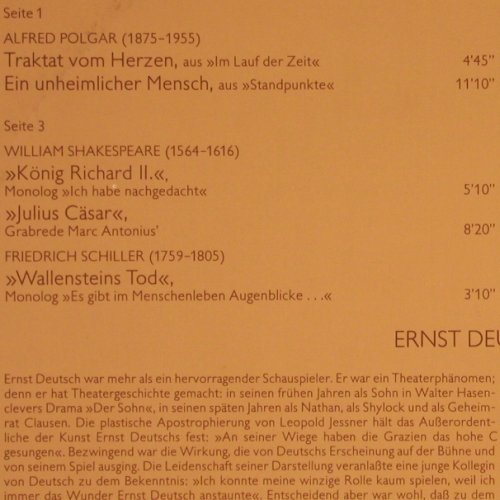 Seite 1
ALFRED POLGAR (1875–1955)
Traktat vom Herzen, aus »Im Lauf der Zeit« 4'45''
Ein unheimlicher Mensch, aus »Standpunkte« 11'10''
Seite 3
WILLIAM SHAKESPEARE (1564–1616)
»König Richard II.«,
Monolog »Ich habe nachgedacht« 5'10''
»Julius Cäsar«,
Grabrede Marc Antonius' 8'20''
FRIEDRICH SCHILLER (1759–1805)
»Wallensteins Tod«,
Monolog »Es gibt im Menschenleben Augenblicke . . .« 3'10''
ERNST DEU
Ernst Deutsch war mehr als ein hervorragender Schauspieler. Er war ein Theaterphänomen;
denn er hat Theatergeschichte gemacht: in seinen frühen Jahren als Sohn in Walter Hasen-
clevers Drama »Der Sohn«, in seinen späten Jahren als Nathan, als Shylock und als Geheim-
rat Clausen. Die plastische Apostrophierung von Leopold Jessner hält das Außerordent-
liche der Kunst Ernst Deutschs fest: »An seiner Wiege haben die Grazien das hohe C
gesungen«. Bezwingend war die Wirkung, die von Deutschs Erscheinung auf der Bühne und
von seinem Spiel ausging. Die Leidenschaft seiner Darstellung veranlaßte eine junge Kollegin
von Deutsch zu dem Bekenntnis: »Ich konnte meine winzige Rolle kaum spielen, weil ich
immer das Wunder Ernst Deutsch anstaunte«. Entscheidend aber war wohl, daß zu der